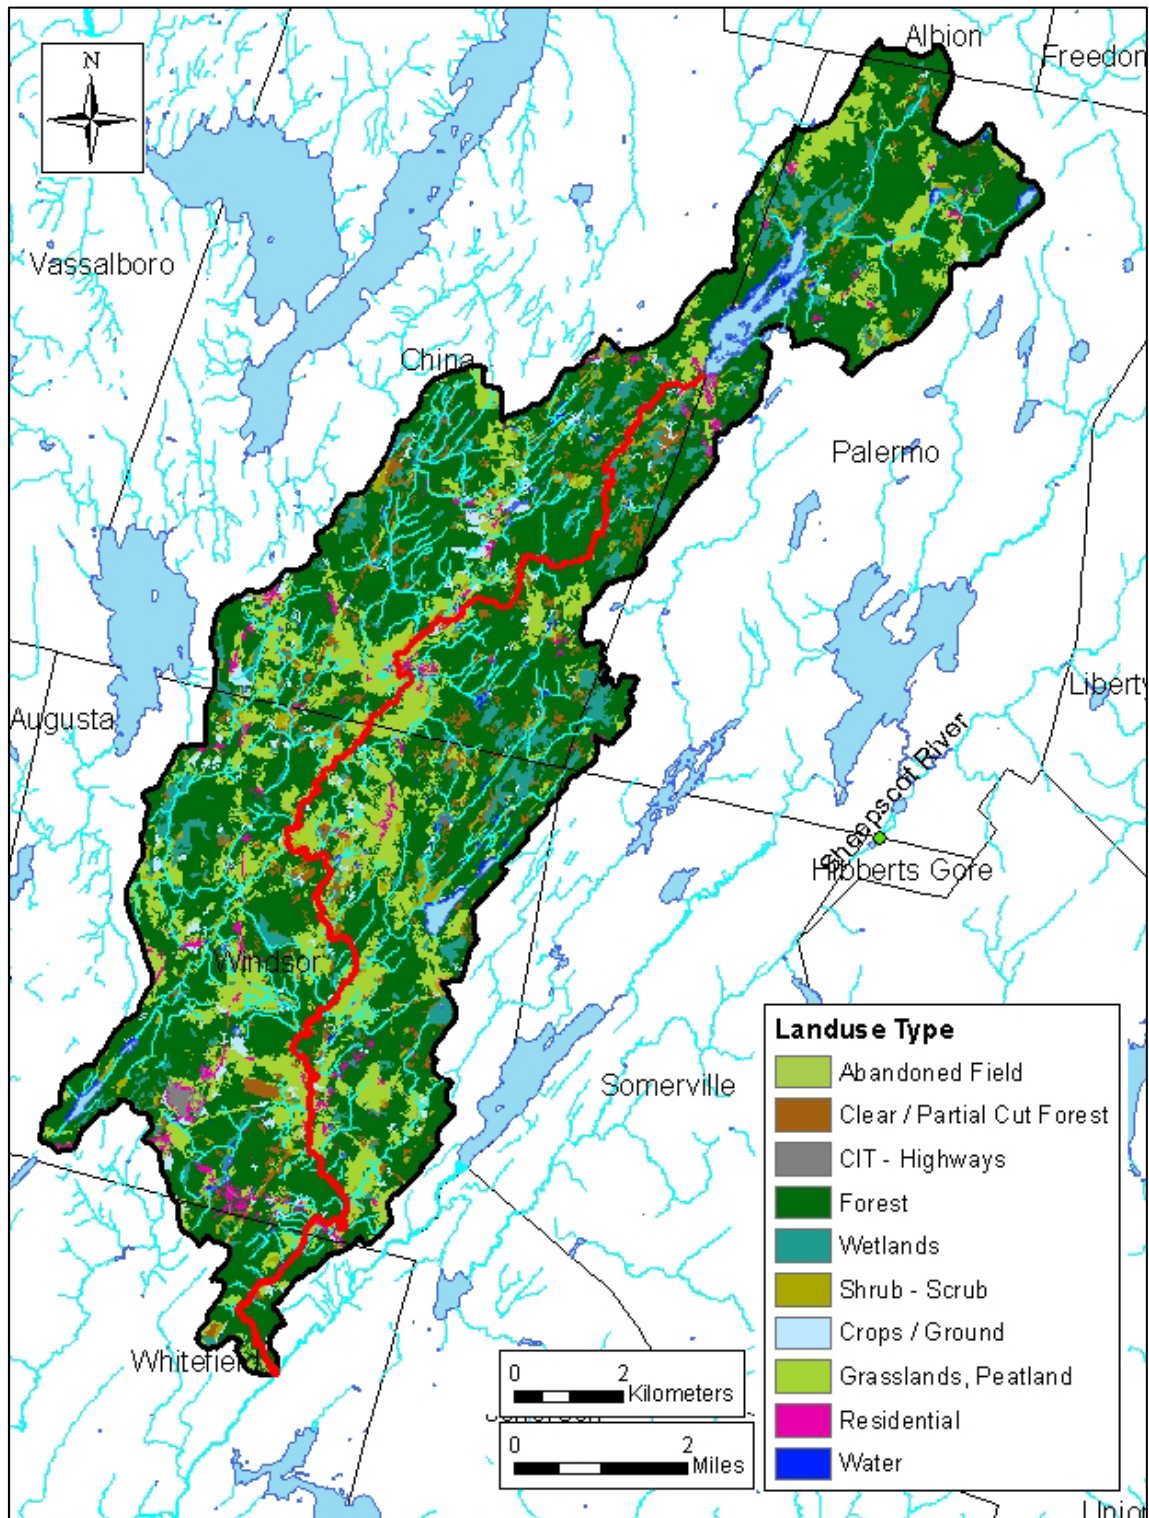 Albion
Freedom
N
Vassalboro
China
Palermo
Liberty
Augusta
Sheepscot River
Hibberts Gore
Windsor
Somerville
Whitefield
Landuse Type
Abandoned Field
Clear / Partial Cut Forest
CIT - Highways
Forest
Wetlands
Shrub - Scrub
Crops / Ground
Grasslands, Peatland
Residential
Water
0 2
Kilometers
0 2
Miles